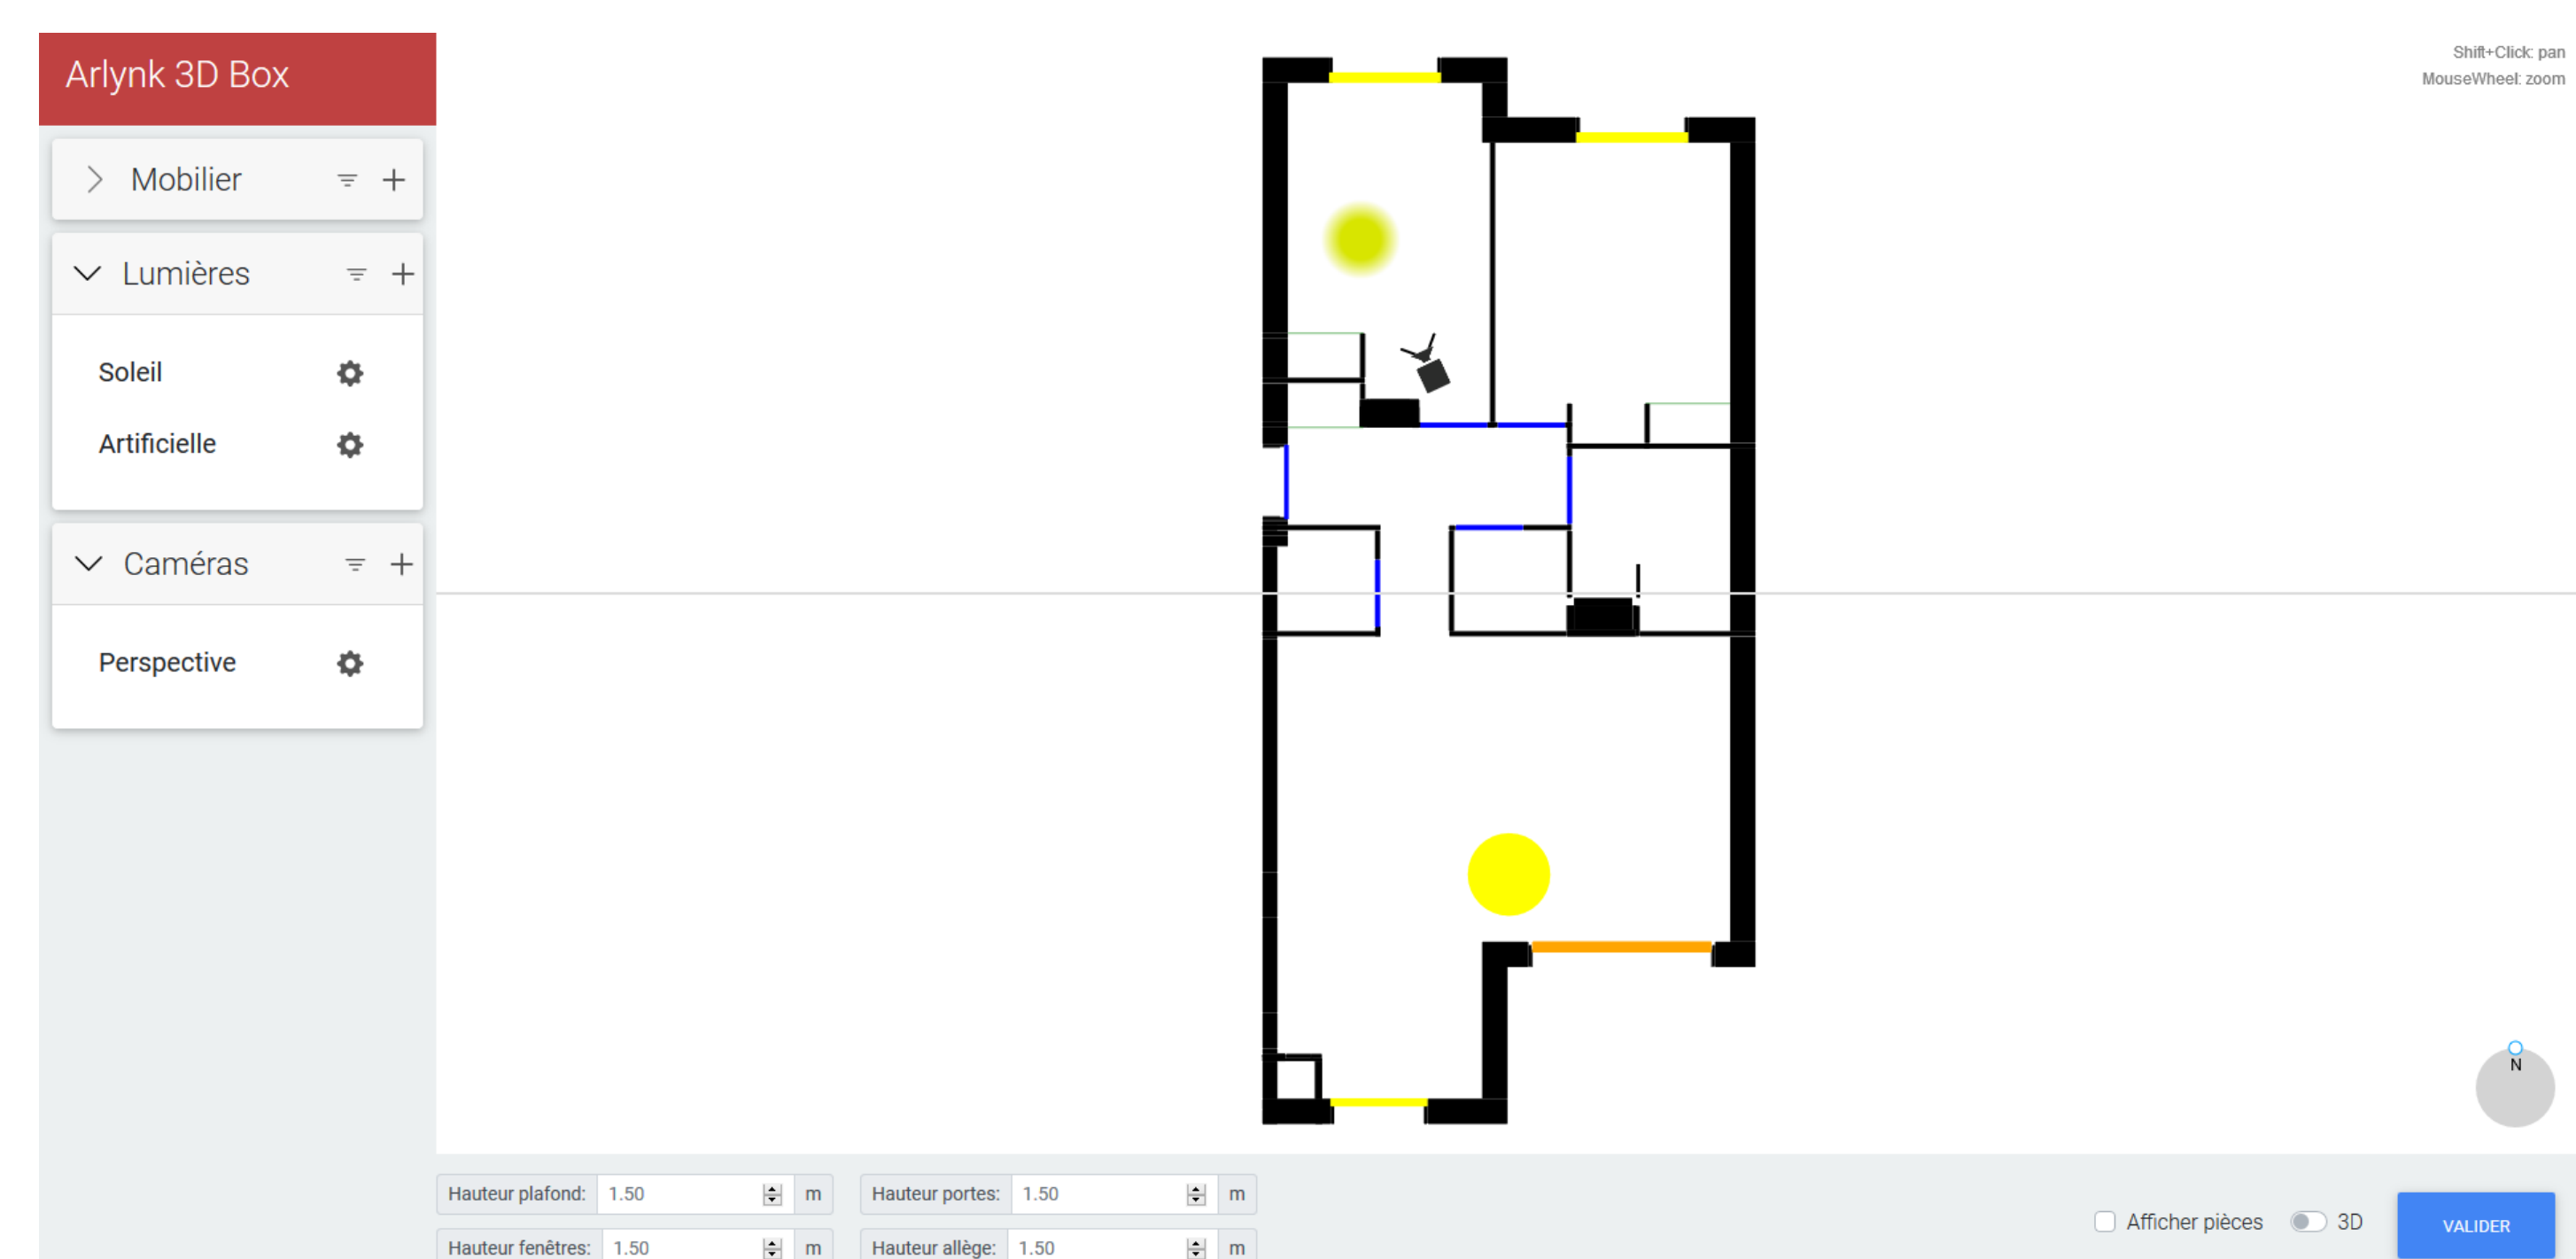 Arlynk 3D Box
Shift+Click: pan
MouseWheel: zoom
Mobilier
Lumières
Soleil
Artificielle
Caméras
Perspective
N
Hauteur plafond: 1.50 m Hauteur portes: 1.50 m
Hauteur fenêtres: 1.50 m Hauteur allège: 1.50 m
Afficher pièces 3D VALIDER